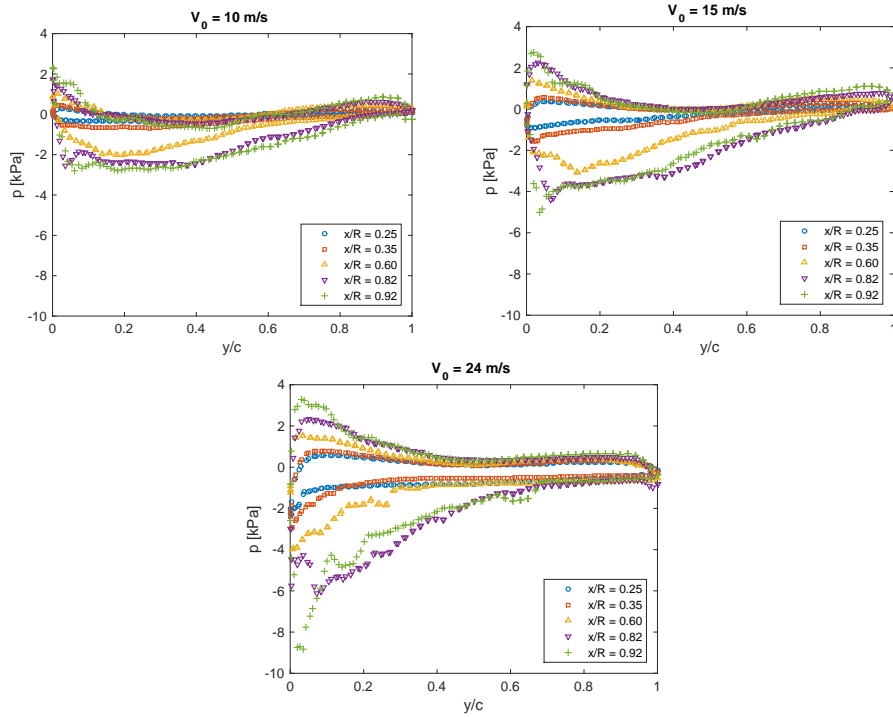 V_0 = 10 m/s
p [kPa]
4
2
0
-2
-4
-6
-8
-10
0
0.2
0.4
0.6
0.8
1
y/c
x/R = 0.25
x/R = 0.35
x/R = 0.60
x/R = 0.82
x/R = 0.92
V_0 = 15 m/s
p [kPa]
4
2
0
-2
-4
-6
-8
-10
0
0.2
0.4
0.6
0.8
1
y/c
x/R = 0.25
x/R = 0.35
x/R = 0.60
x/R = 0.82
x/R = 0.92
V_0 = 24 m/s
p [kPa]
4
2
0
-2
-4
-6
-8
-10
0
0.2
0.4
0.6
0.8
1
y/c
x/R = 0.25
x/R = 0.35
x/R = 0.60
x/R = 0.82
x/R = 0.92